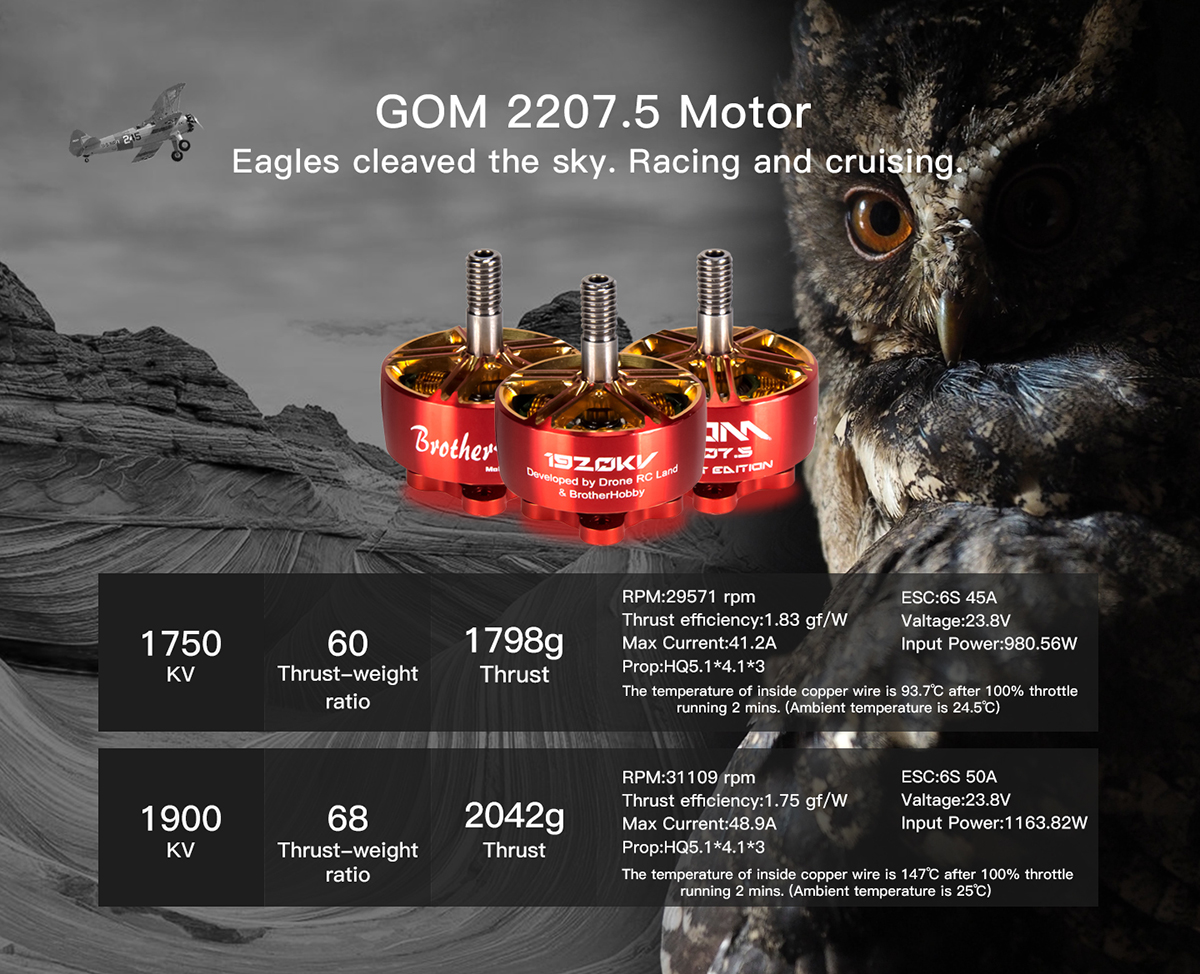 GOM 2207.5 Motor
Eagles cleaved the sky. Racing and cruising.
245
Brother
1920KV
Developed by Drone RC Land
& BrotherHobby
07.5
EDITION
1750
KV
60
Thrust-weight
ratio
1798g
Thrust
RPM:29571 rpm
Thrust efficiency:1.83 gf/W
Max Current:41.2A
Prop:HQ5.1*4.1*3
ESC:6S 45A
Valtage:23.8V
Input Power:980.56W
The temperature of inside copper wire is 93.7℃ after 100% throttle
running 2 mins. (Ambient temperature is 24.5℃)
1900
KV
68
Thrust-weight
ratio
2042g
Thrust
RPM:31109 rpm
Thrust efficiency:1.75 gf/W
Max Current:48.9A
Prop:HQ5.1*4.1*3
ESC:6S 50A
Valtage:23.8V
Input Power:1163.82W
The temperature of inside copper wire is 147℃ after 100% throttle
running 2 mins. (Ambient temperature is 25℃)